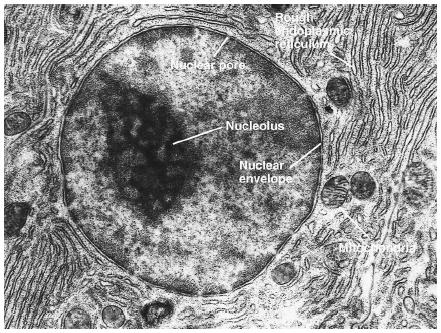 Rough
endoplasmic
reticulum
Nuclear pore
Nucleolus
Nuclear
envelope
Mitochondria